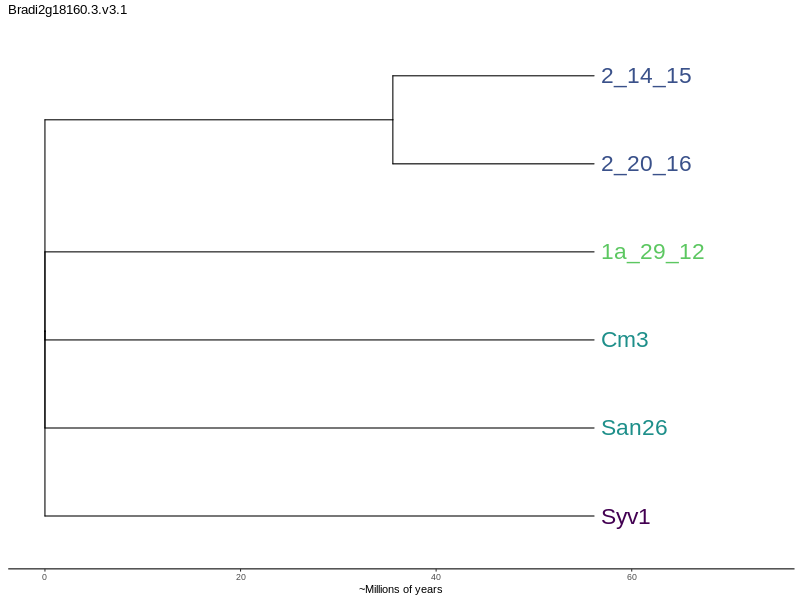 Bradi2g18160.3.v3.1
2_14_15
2_20_16
1a_29_12
Cm3
San26
Syv1
0 20 40 60
~Millions of years